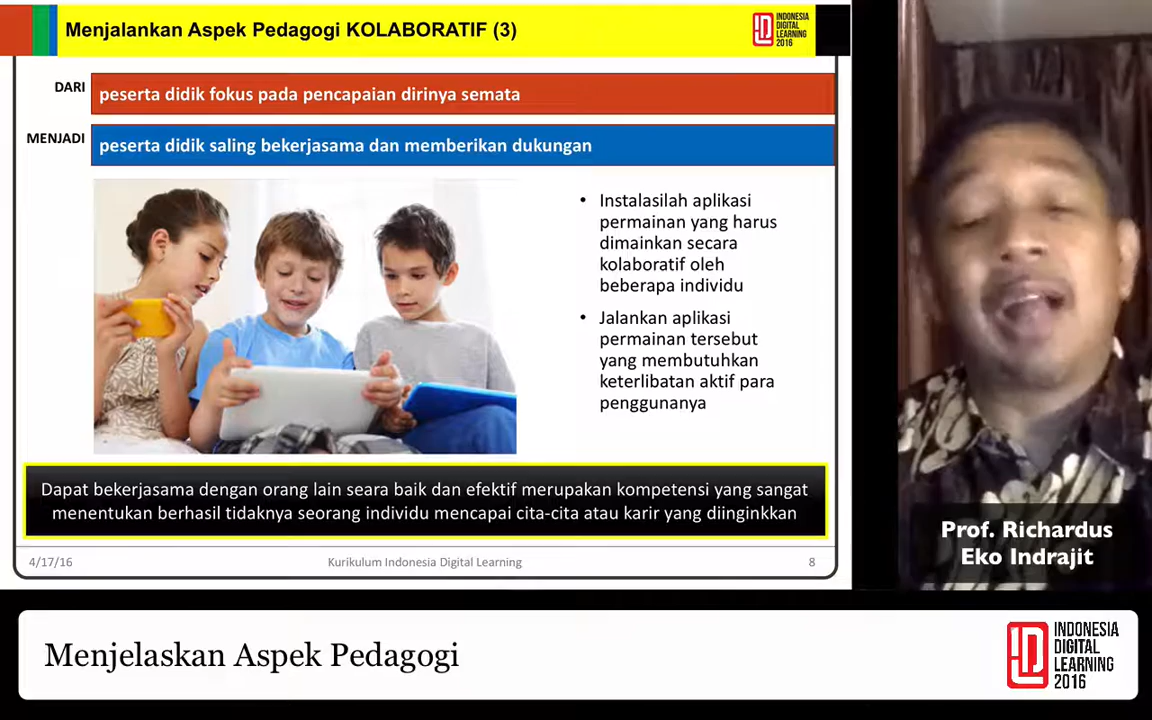 Menjalankan Aspek Pedagogi KOLABORATIF (3)
INDONESIA
DIGITAL
LEARNING
2016
DARI
peserta didik fokus pada pencapaian dirinya semata
MENJADI
peserta didik saling bekerjasama dan memberikan dukungan
• Instalasilah aplikasi
permainan yang harus
dimainkan secara
kolaboratif oleh
beberapa individu
• Jalankan aplikasi
permainan tersebut
yang membutuhkan
keterlibatan aktif para
penggunanya
Dapat bekerjasama dengan orang lain seara baik dan efektif merupakan kompetensi yang sangat
menentukan berhasil tidaknya seorang individu mencapai cita-cita atau karir yang diinginkkan
4/17/16
Kurikulum Indonesia Digital Learning
8
Prof. Richardus
Eko Indrajit
Menjelaskan Aspek Pedagogi
INDONESIA
DIGITAL
LEARNING
2016